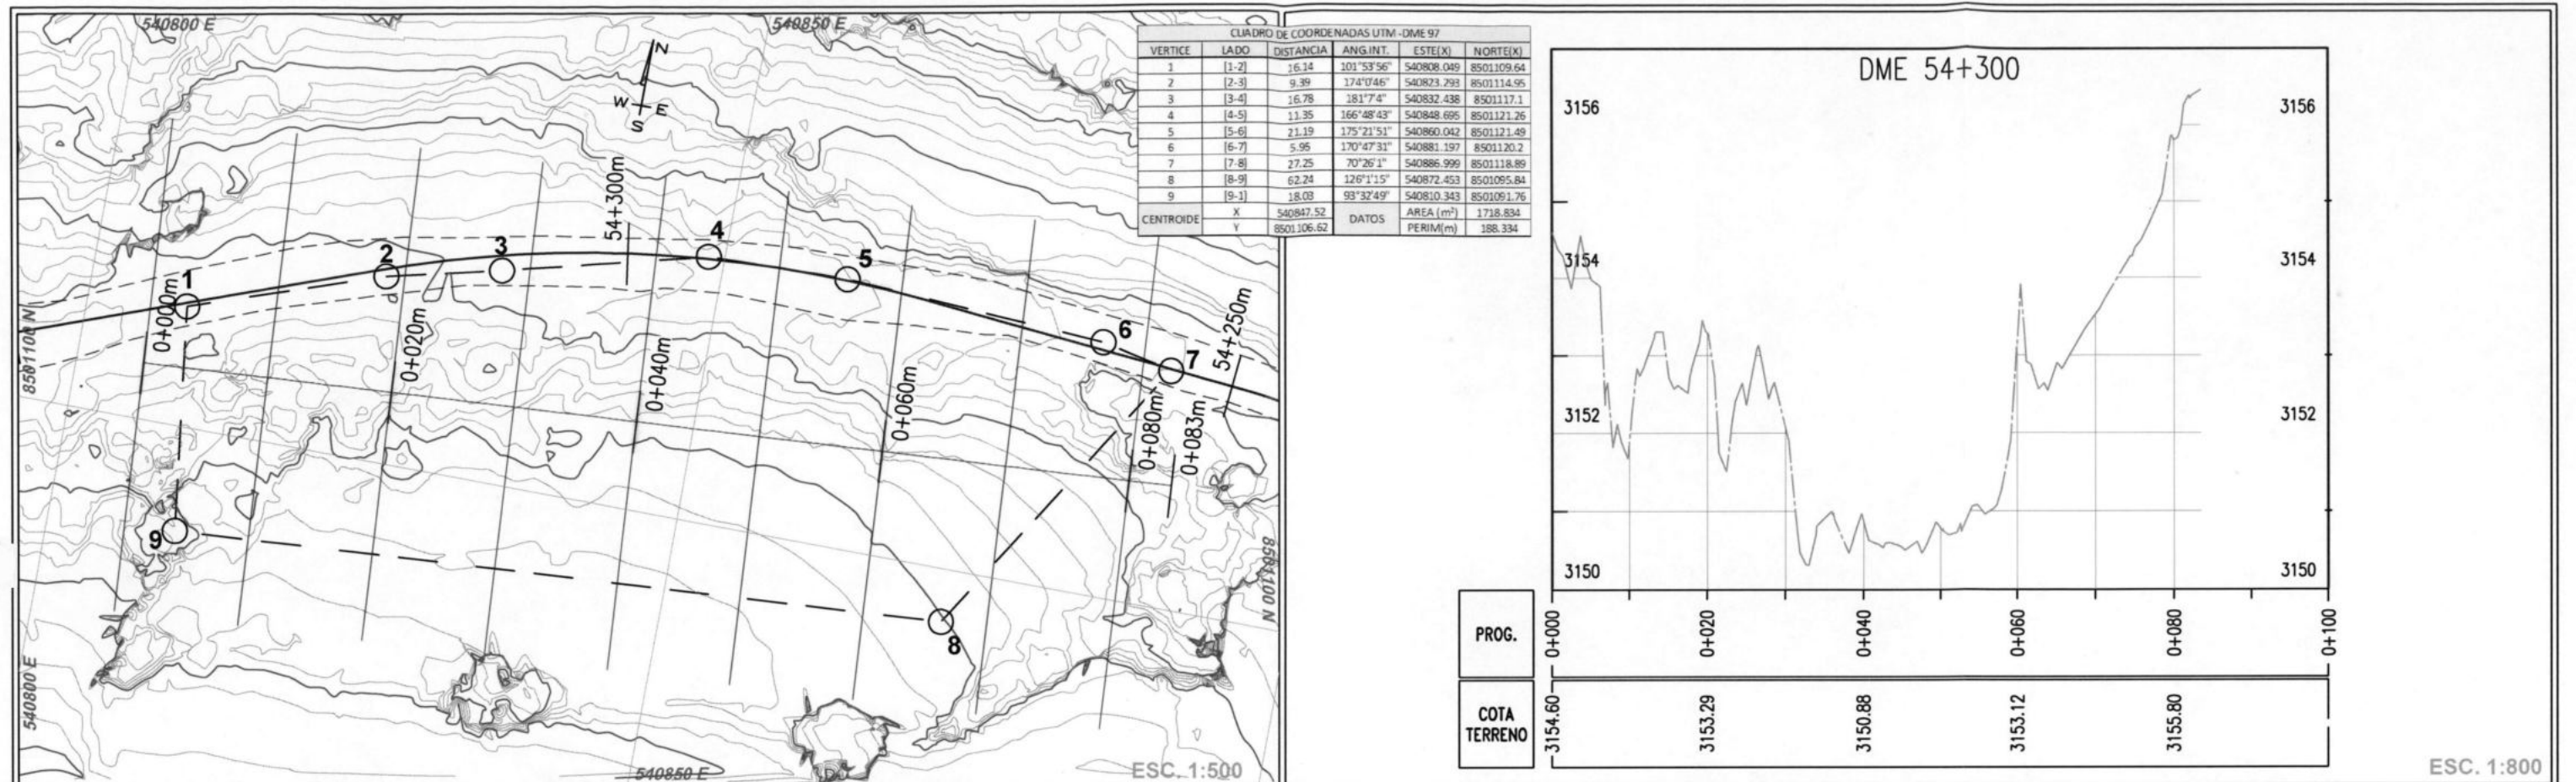 540800 E
540850 E
N
W E
S
CUADRO DE COORDENADAS UTM -DME 97
VERTICE LADO DISTANCIA ANG.INT. ESTE(X) NORTE(X)
1 [1-2] 16.14 101°53'56" 540808.049 8501109.64
2 [2-3] 9.39 174°0'46" 540823.293 8501114.95
3 [3-4] 16.78 181°7'4" 540832.438 8501117.1
4 [4-5] 11.35 166°48'43" 540848.695 8501121.26
5 [5-6] 21.19 175°21'51" 540860.042 8501121.49
6 [6-7] 5.95 170°47'31" 540881.197 8501120.2
7 [7-8] 27.25 70°26'1" 540886.999 8501118.89
8 [8-9] 62.24 126°1'15" 540872.453 8501095.84
9 [9-1] 18.03 93°32'49" 540810.343 8501091.76
CENTROIDE X 540847.52 DATOS AREA (m²) 1718.834
Y 8501106.62 PERIM(m) 188.334
54+300m
1
2
3
4
5
6
7
8
9
0+000m
0+020m
0+040m
0+060m
0+080m
0+083m
54+250m
8501100 N
8501100 N
540800 E
540850 E
ESC. 1:500
DME 54+300
3156 3156
3154 3154
3152 3152
3150 3150
PROG. 0+000 0+020 0+040 0+060 0+080 0+100
COTA TERRENO 3154.60 3153.29 3150.88 3153.12 3155.80
ESC. 1:800